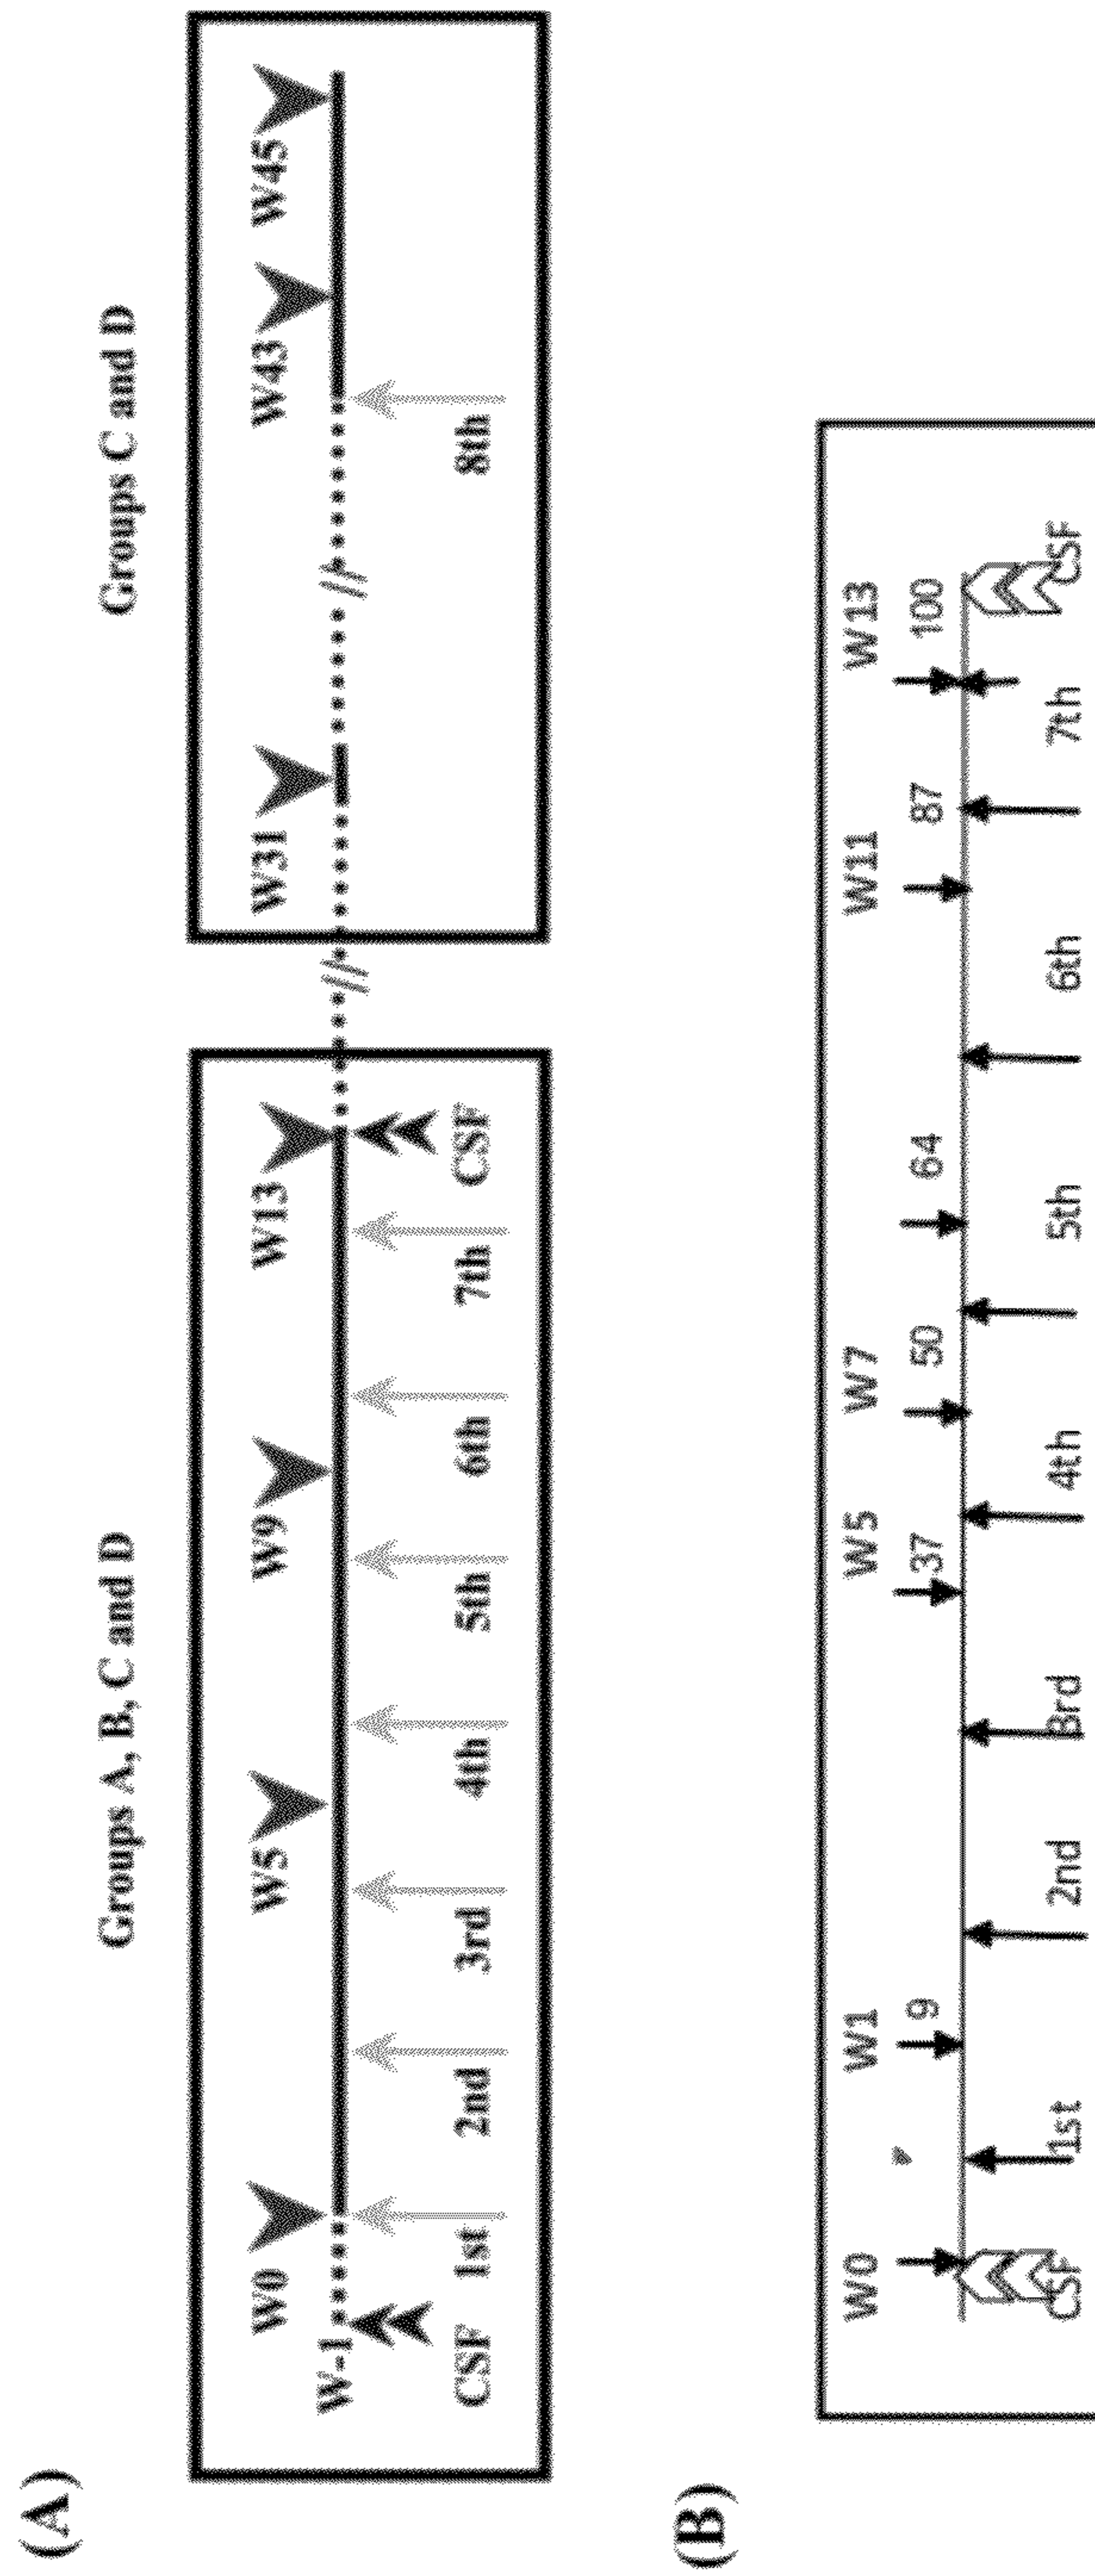 (A)
Groups A, B, C and D
Groups C and D
W0 W5 W9 W13 W31 W43 W45
W-1
CSF 1st 2nd 3rd 4th 5th 6th 7th CSF 8th
(B)
W0 W1 W5 W7 W11 W13
9 37 50 64 87 100
CSF 1st 2nd 3rd 4th 5th 6th 7th CSF